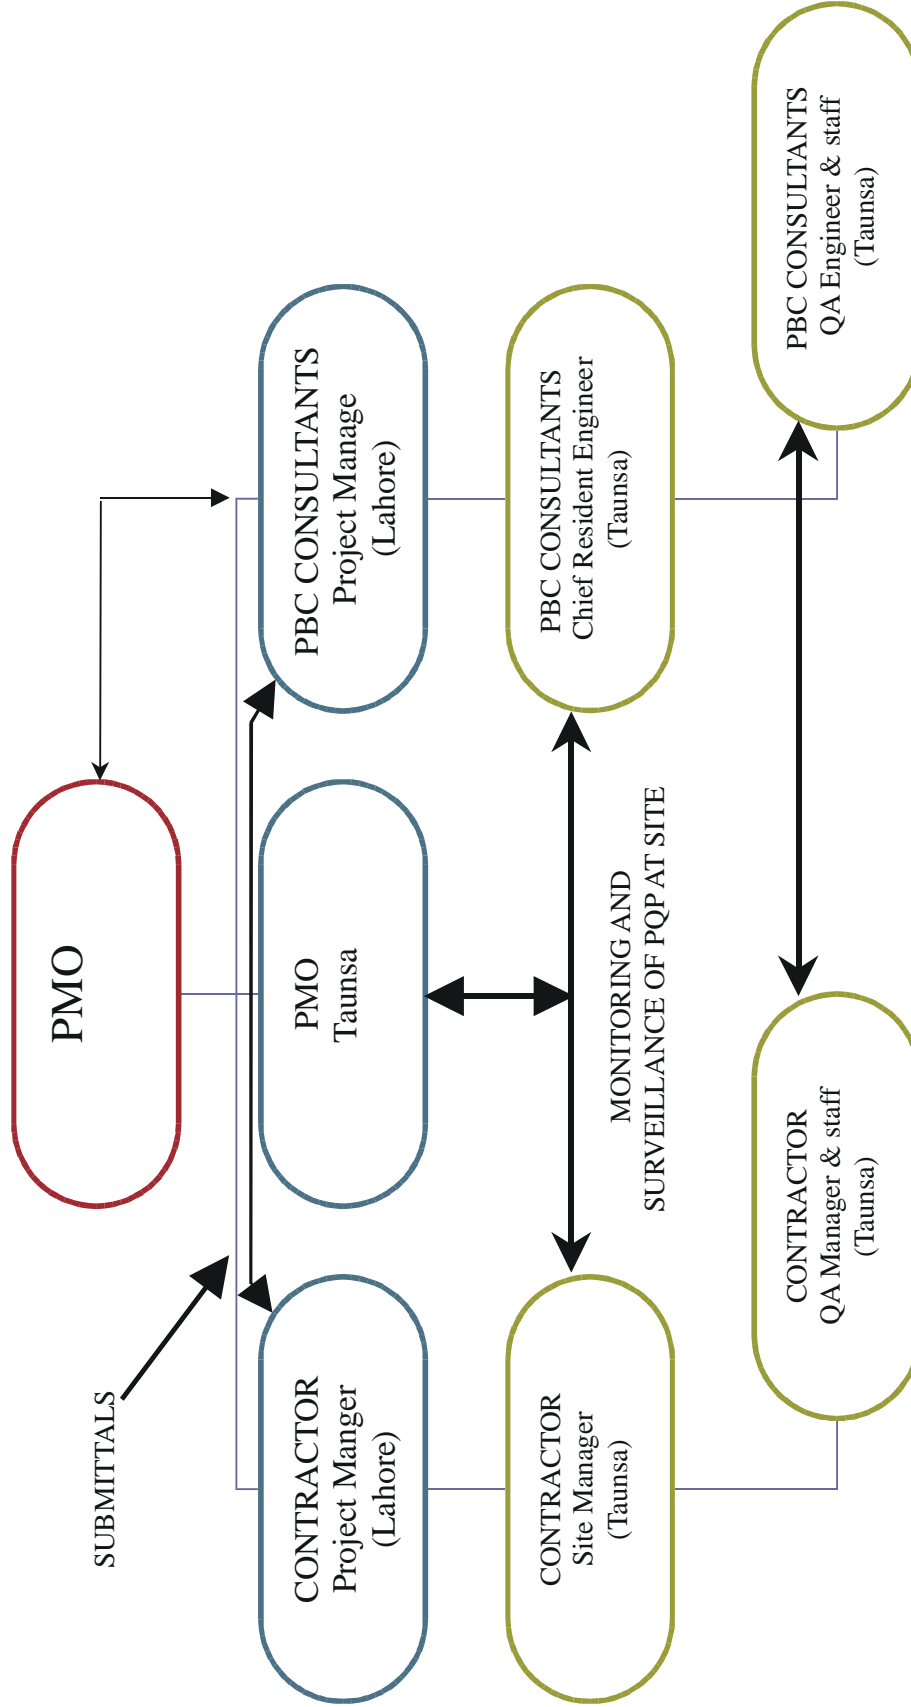 PMO
SUBMITTALS
CONTRACTOR
Project Manger
(Lahore)
PMO
Taunsa
PBC CONSULTANTS
Project Manage
(Lahore)
CONTRACTOR
Site Manager
(Taunsa)
MONITORING AND
SURVEILLANCE OF PQP AT SITE
PBC CONSULTANTS
Chief Resident Engineer
(Taunsa)
CONTRACTOR
QA Manager & staff
(Taunsa)
PBC CONSULTANTS
QA Engineer & staff
(Taunsa)